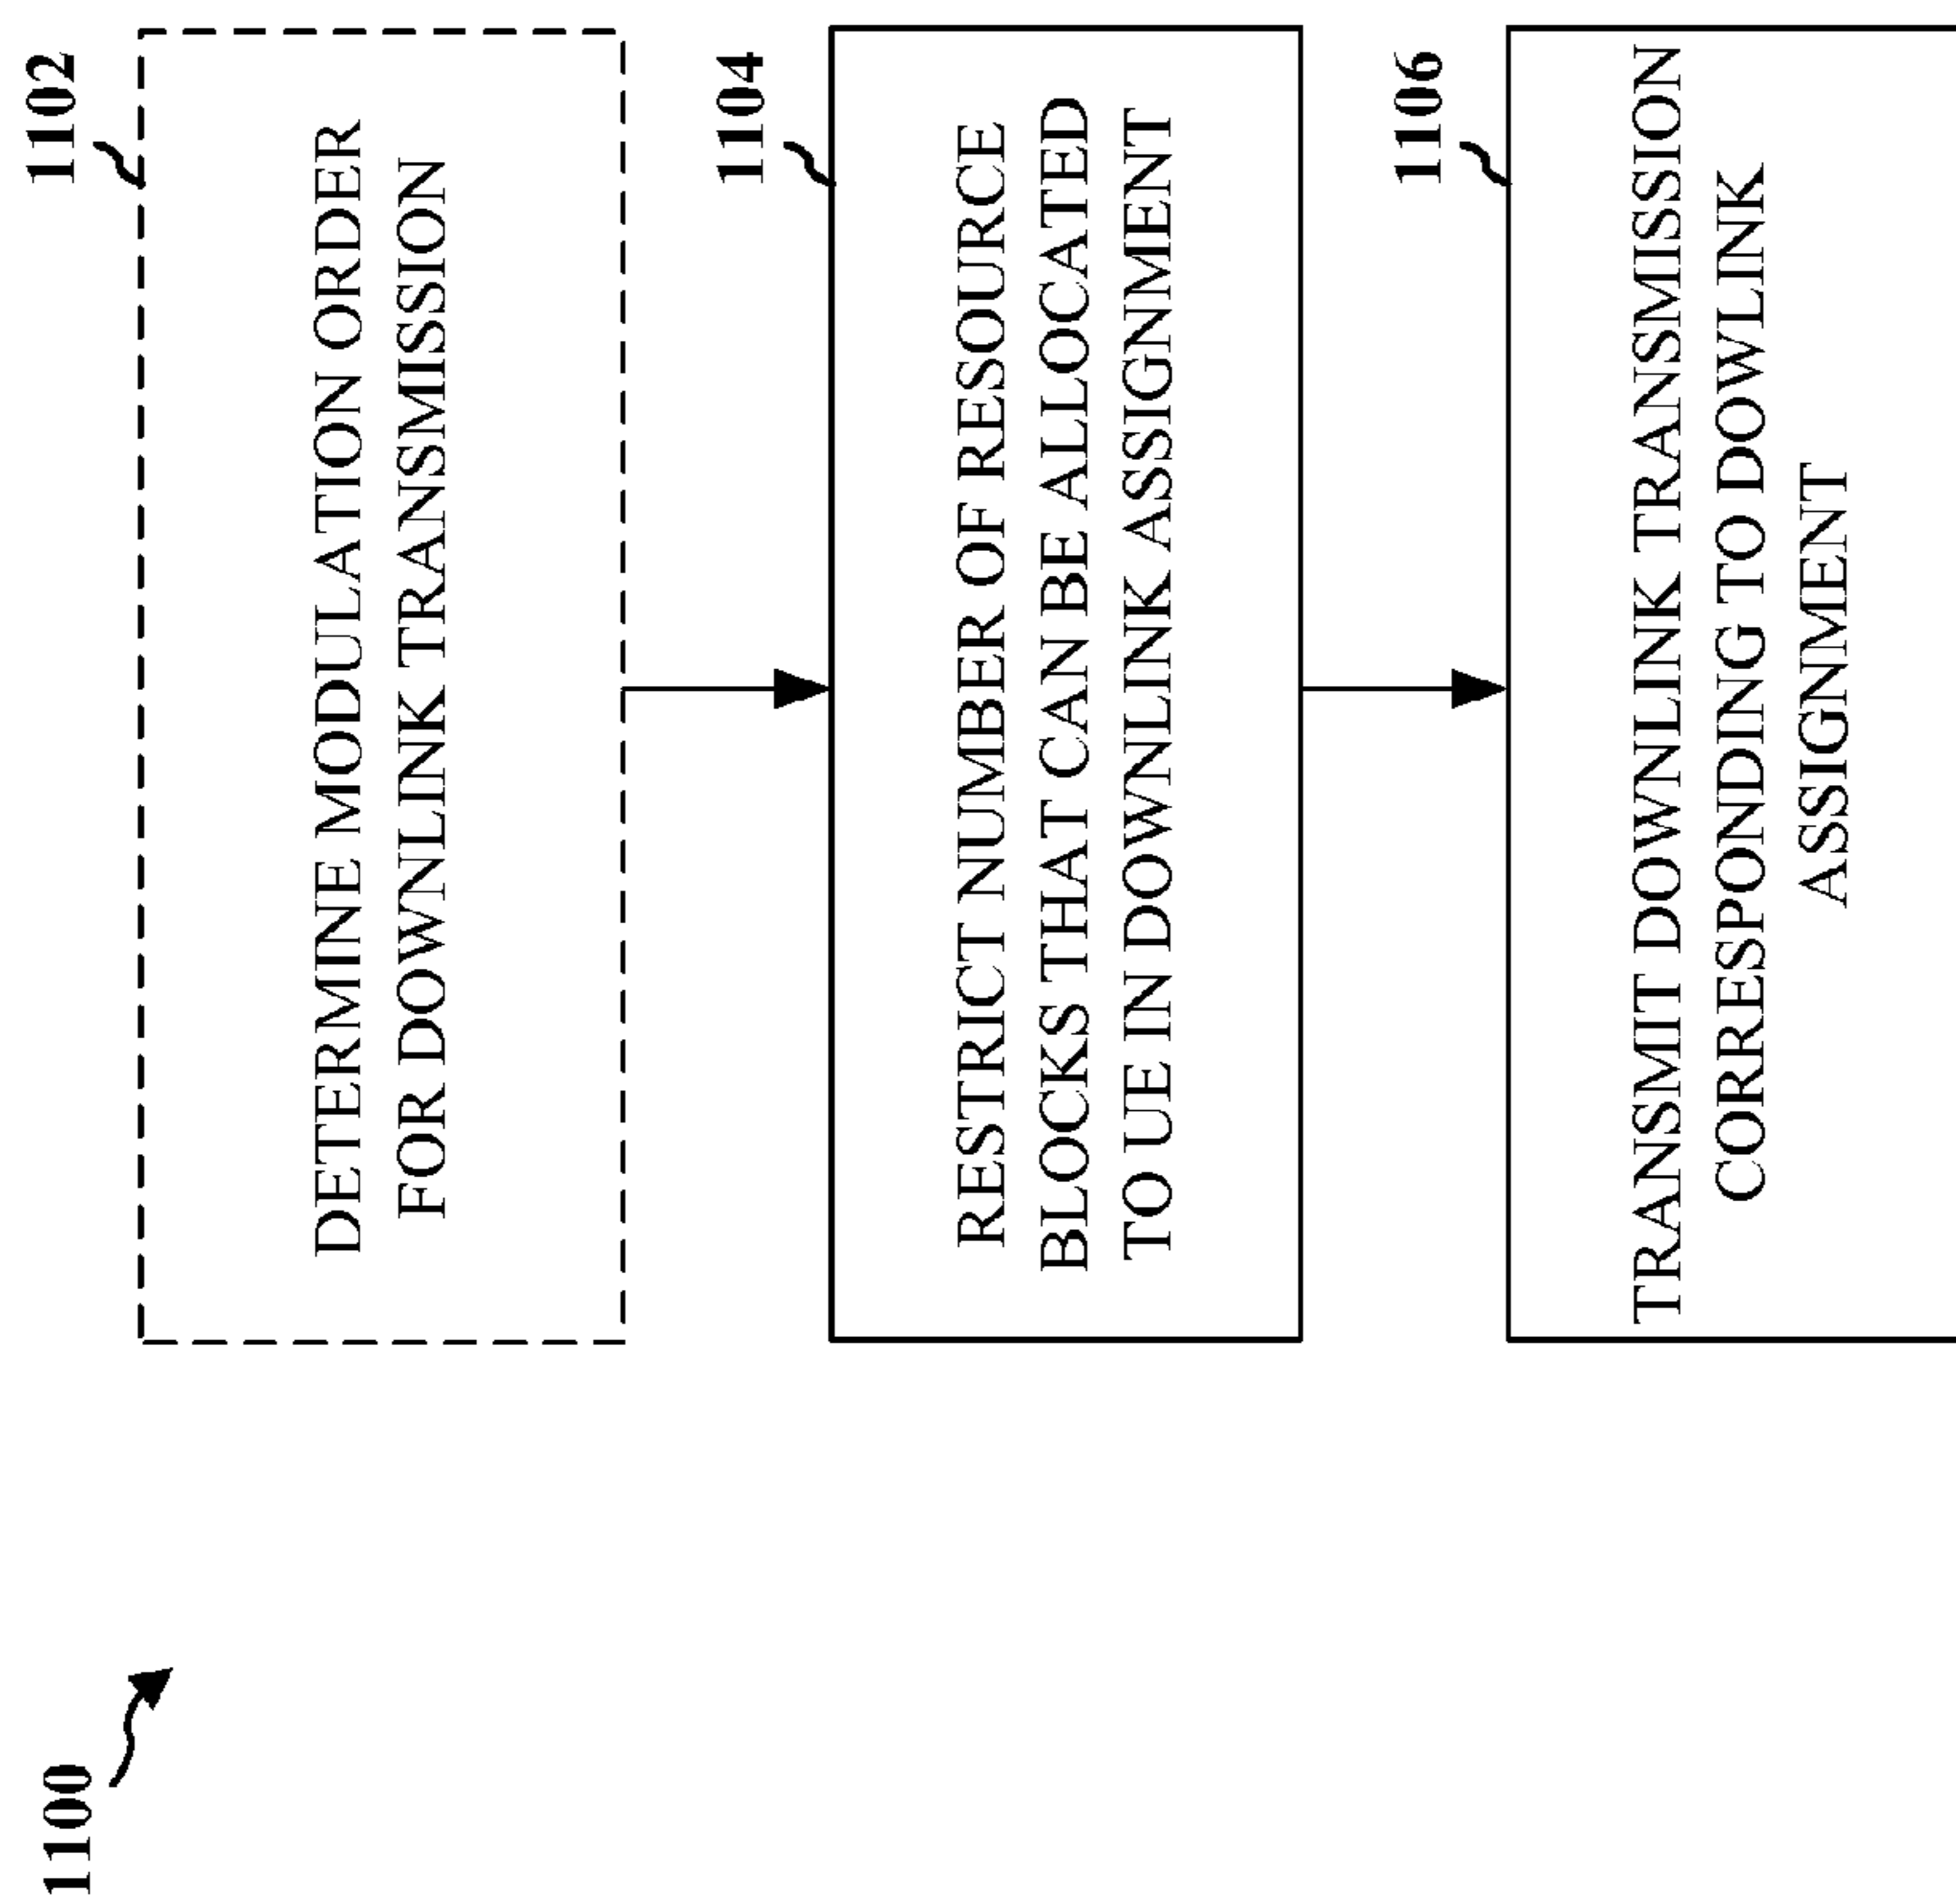 1100
1102
DETERMINE MODULATION ORDER
FOR DOWNLINK TRANSMISSION
1104
RESTRICT NUMBER OF RESOURCE
BLOCKS THAT CAN BE ALLOCATED
TO UE IN DOWNLINK ASSIGNMENT
1106
TRANSMIT DOWNLINK TRANSMISSION
CORRESPONDING TO DOWLINK
ASSIGNMENT